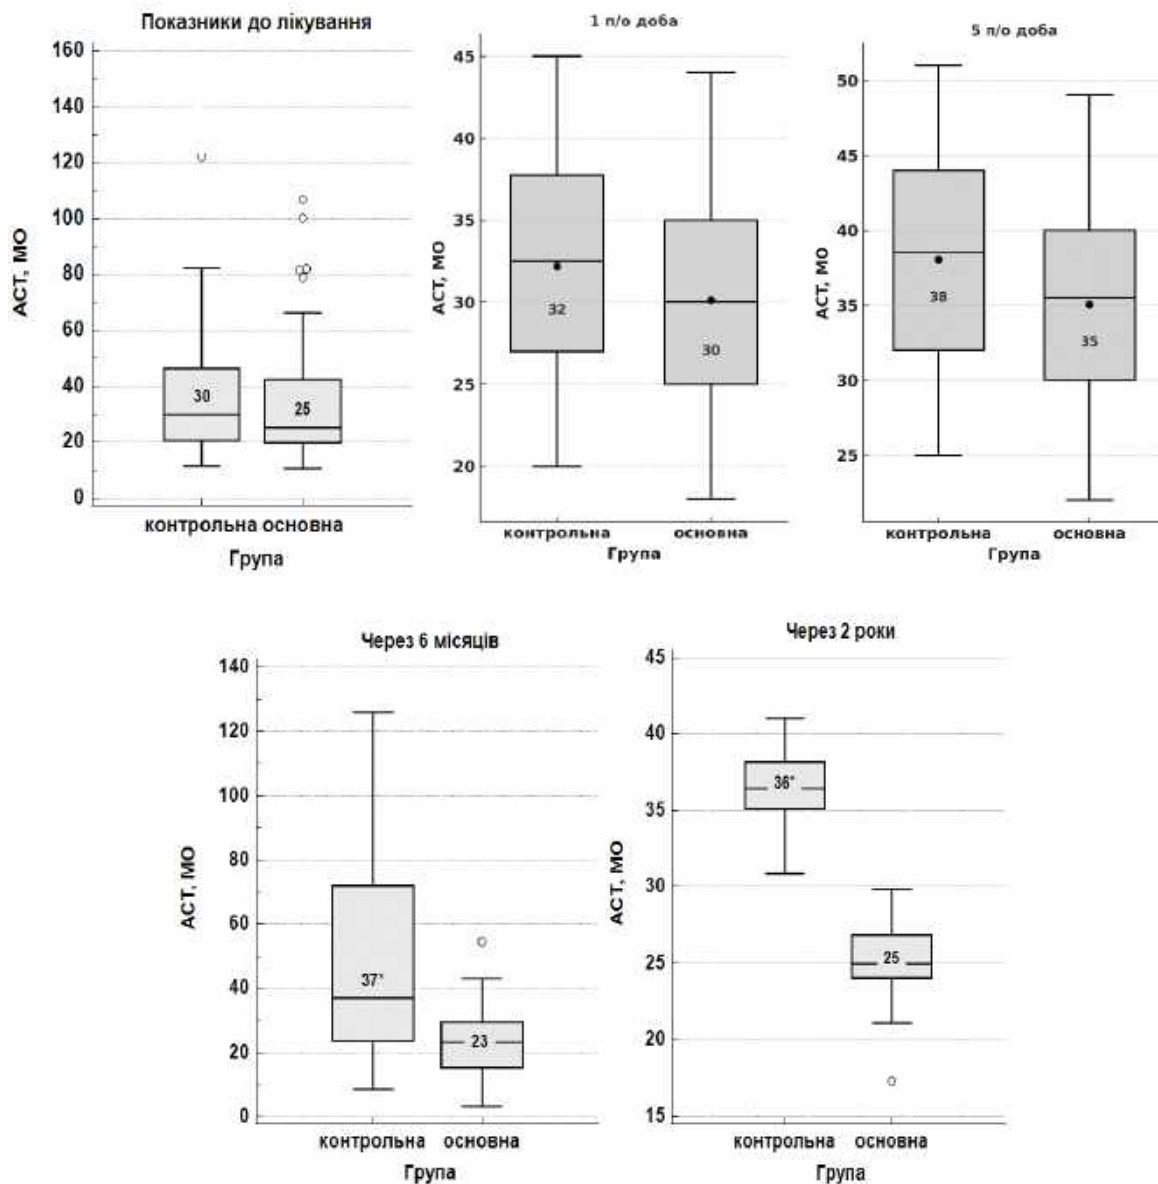 Показники до лікування
160
140
120
100
80
60
40
20
0
АСТ, МО
30
25
контрольна основна
Група
1 п/о доба
45
40
35
30
25
20
АСТ, МО
32
30
контрольна
основна
Група
5 п/о доба
50
45
40
35
30
25
АСТ, МО
38
35
контрольна
основна
Група
Через 6 місяців
140
120
100
80
60
40
20
0
АСТ, МО
37*
23
контрольна основна
Група
Через 2 роки
45
40
35
30
25
20
15
АСТ, МО
36*
25
контрольна основна
Група